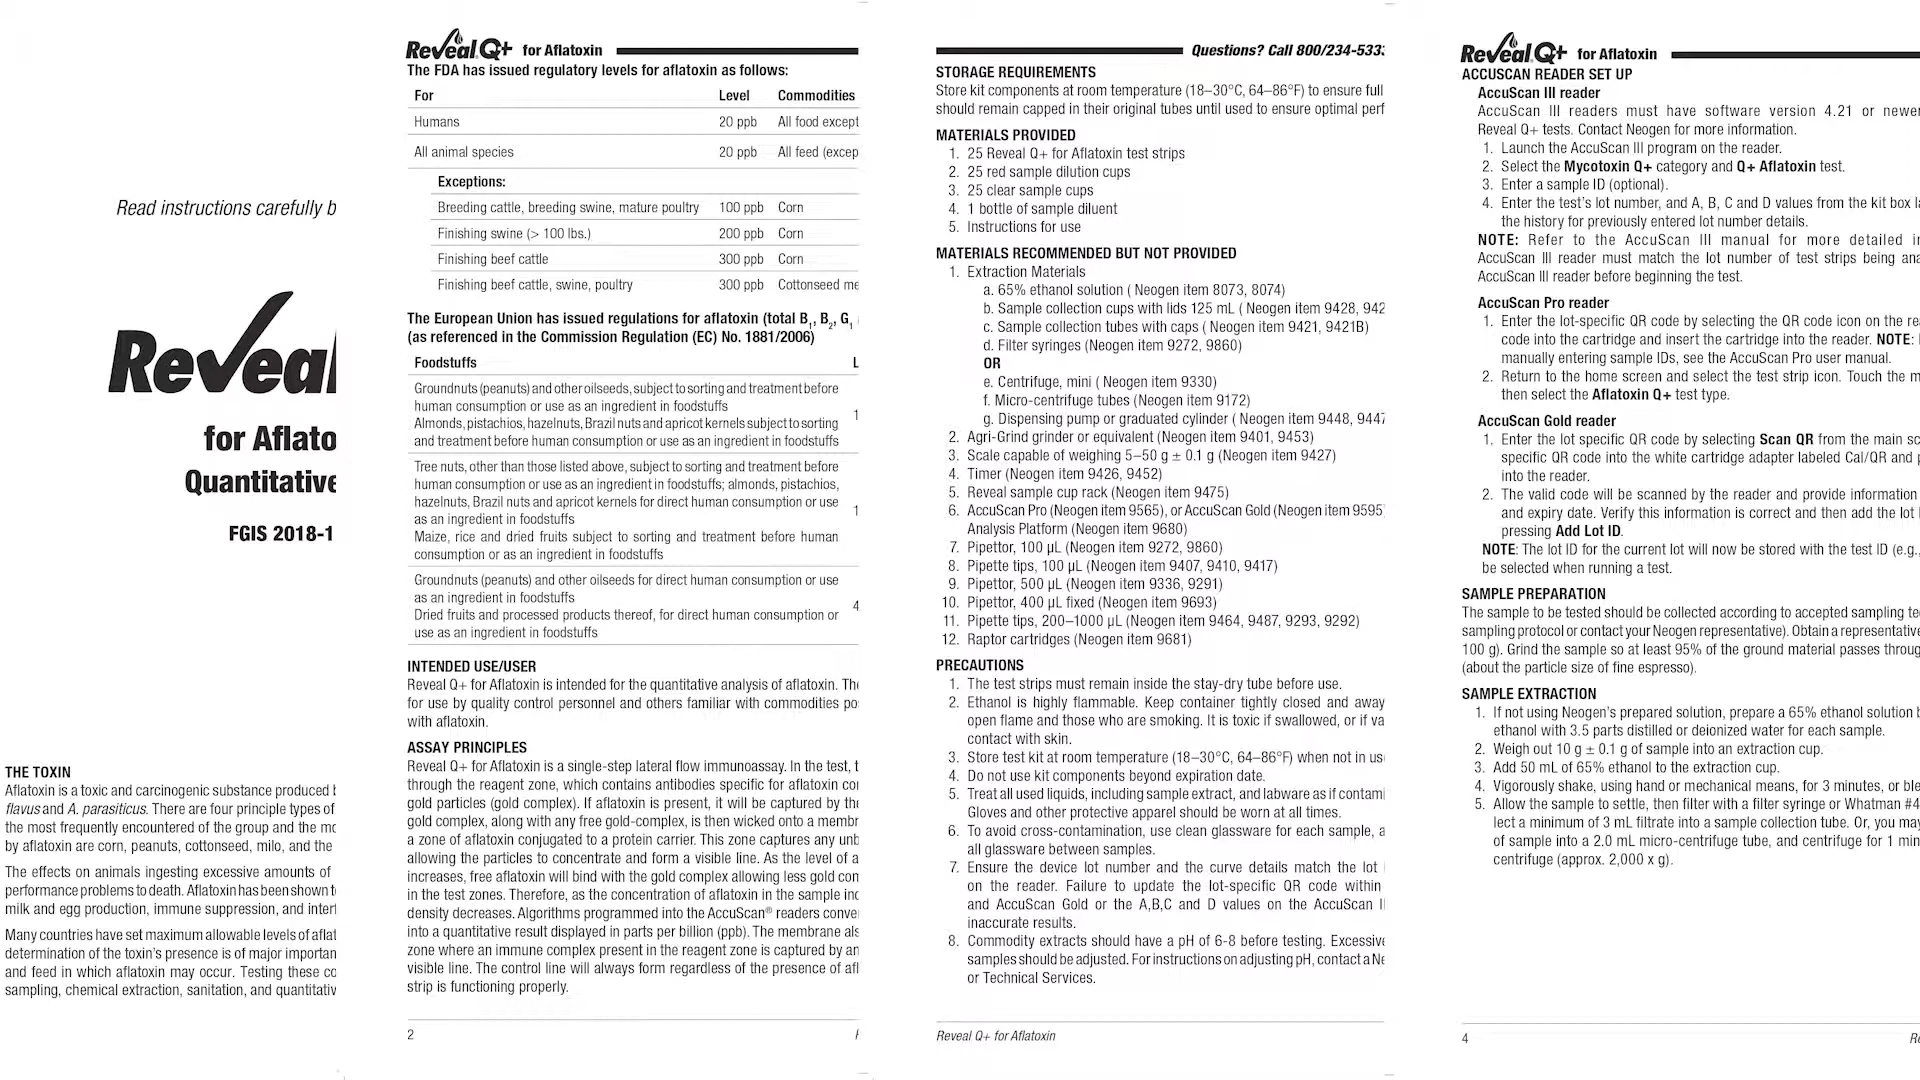 Read instructions carefully b
Reveal
for Aflato
Quantitative
FGIS 2018-1
THE TOXIN
Aflatoxin is a toxic and carcinogenic substance produced
flavus and A. parasiticus. There are four principle types of
the most frequently encountered of the group and the mo
by aflatoxin are corn, peanuts, cottonseed, milo, and the
The effects on animals ingesting excessive amounts of
performance problems to death. Aflatoxin has been shown t
milk and egg production, immune suppression, and inter
Many countries have set maximum allowable levels of aflat
determination of the toxin's presence is of major importan
and feed in which aflatoxin may occur. Testing these co
sampling, chemical extraction, sanitation, and quantitativ
Reveal Q+ for Aflatoxin
The FDA has issued regulatory levels for aflatoxin as follows:
For Level Commodities
Humans 20 ppb All food except
All animal species 20 ppb All feed (excep
Exceptions:
Breeding cattle, breeding swine, mature poultry 100 ppb Corn
Finishing swine (> 100 lbs.) 200 ppb Corn
Finishing beef cattle 300 ppb Corn
Finishing beef cattle, swine, poultry 300 ppb Cottonseed me
The European Union has issued regulations for aflatoxin (total B1, B2, G1
(as referenced in the Commission Regulation (EC) No. 1881/2006)
Foodstuffs L
Groundnuts (peanuts) and other oilseeds, subject to sorting and treatment before
human consumption or use as an ingredient in foodstuffs
Almonds, pistachios, hazelnuts, Brazil nuts and apricot kernels subject to sorting
and treatment before human consumption or use as an ingredient in foodstuffs
1
Tree nuts, other than those listed above, subject to sorting and treatment before
human consumption or use as an ingredient in foodstuffs; almonds, pistachios,
hazelnuts, Brazil nuts and apricot kernels for direct human consumption or use
as an ingredient in foodstuffs
1
Maize, rice and dried fruits subject to sorting and treatment before human
consumption or as an ingredient in foodstuffs
Groundnuts (peanuts) and other oilseeds for direct human consumption or use
as an ingredient in foodstuffs
4
Dried fruits and processed products thereof, for direct human consumption or
use as an ingredient in foodstuffs
INTENDED USE/USER
Reveal Q+ for Aflatoxin is intended for the quantitative analysis of aflatoxin. The
for use by quality control personnel and others familiar with commodities po
with aflatoxin.
ASSAY PRINCIPLES
Reveal Q+ for Aflatoxin is a single-step lateral flow immunoassay. In the test, t
through the reagent zone, which contains antibodies specific for aflatoxin co
gold particles (gold complex). If aflatoxin is present, it will be captured by the
gold complex, along with any free gold-complex, is then wicked onto a membr
a zone of aflatoxin conjugated to a protein carrier. This zone captures any unb
allowing the particles to concentrate and form a visible line. As the level of a
increases, free aflatoxin will bind with the gold complex allowing less gold con
in the test zones. Therefore, as the concentration of aflatoxin in the sample inc
density decreases. Algorithms programmed into the AccuScan® readers conve
into a quantitative result displayed in parts per billion (ppb). The membrane als
zone where an immune complex present in the reagent zone is captured by an
visible line. The control line will always form regardless of the presence of afl
strip is functioning properly.
2
Questions? Call 800/234-533
STORAGE REQUIREMENTS
Store kit components at room temperature (18–30°C, 64–86°F) to ensure full
should remain capped in their original tubes until used to ensure optimal perf
MATERIALS PROVIDED
1. 25 Reveal Q+ for Aflatoxin test strips
2. 25 red sample dilution cups
3. 25 clear sample cups
4. 1 bottle of sample diluent
5. Instructions for use
MATERIALS RECOMMENDED BUT NOT PROVIDED
1. Extraction Materials
a. 65% ethanol solution ( Neogen item 8073, 8074)
b. Sample collection cups with lids 125 mL ( Neogen item 9428, 942
c. Sample collection tubes with caps ( Neogen item 9421, 9421B)
d. Filter syringes (Neogen item 9272, 9860)
OR
e. Centrifuge, mini ( Neogen item 9330)
f. Micro-centrifuge tubes (Neogen item 9172)
g. Dispensing pump or graduated cylinder ( Neogen item 9448, 9447
2. Agri-Grind grinder or equivalent (Neogen item 9401, 9453)
3. Scale capable of weighing 5–50 g ± 0.1 g (Neogen item 9427)
4. Timer (Neogen item 9426, 9452)
5. Reveal sample cup rack (Neogen item 9475)
6. AccuScan Pro (Neogen item 9565), or AccuScan Gold (Neogen item 9595
Analysis Platform (Neogen item 9680)
7. Pipettor, 100 µL (Neogen item 9272, 9860)
8. Pipette tips, 100 µL (Neogen item 9407, 9410, 9417)
9. Pipettor, 500 µL (Neogen item 9336, 9291)
10. Pipettor, 400 µL fixed (Neogen item 9693)
11. Pipette tips, 200–1000 µL (Neogen item 9464, 9487, 9293, 9292)
12. Raptor cartridges (Neogen item 9681)
PRECAUTIONS
1. The test strips must remain inside the stay-dry tube before use.
2. Ethanol is highly flammable. Keep container tightly closed and away
open flame and those who are smoking. It is toxic if swallowed, or if va
contact with skin.
3. Store test kit at room temperature (18–30°C, 64–86°F) when not in us
4. Do not use kit components beyond expiration date.
5. Treat all used liquids, including sample extract, and labware as if contami
Gloves and other protective apparel should be worn at all times.
6. To avoid cross-contamination, use clean glassware for each sample, a
all glassware between samples.
7. Ensure the device lot number and the curve details match the lot
on the reader. Failure to update the lot-specific QR code within
and AccuScan Gold or the A,B,C and D values on the AccuScan I
inaccurate results.
8. Commodity extracts should have a pH of 6-8 before testing. Excessive
samples should be adjusted. For instructions on adjusting pH, contact a Ne
or Technical Services.
Reveal Q+ for Aflatoxin
Reveal Q+ for Aflatoxin
ACCUSCAN READER SET UP
AccuScan III reader
AccuScan III readers must have software version 4.21 or newer
Reveal Q+ tests. Contact Neogen for more information.
1. Launch the AccuScan III program on the reader.
2. Select the Mycotoxin Q+ category and Q+ Aflatoxin test.
3. Enter a sample ID (optional).
4. Enter the test's lot number, and A, B, C and D values from the kit box la
the history for previously entered lot number details.
NOTE: Refer to the AccuScan III manual for more detailed in
AccuScan III reader must match the lot number of test strips being ana
AccuScan III reader before beginning the test.
AccuScan Pro reader
1. Enter the lot-specific QR code by selecting the QR code icon on the re
code into the cartridge and insert the cartridge into the reader. NOTE:
manually entering sample IDs, see the AccuScan Pro user manual.
2. Return to the home screen and select the test strip icon. Touch the m
then select the Aflatoxin Q+ test type.
AccuScan Gold reader
1. Enter the lot specific QR code by selecting Scan QR from the main sc
specific QR code into the white cartridge adapter labeled Cal/QR and p
into the reader.
2. The valid code will be scanned by the reader and provide information
and expiry date. Verify this information is correct and then add the lot
pressing Add Lot ID.
NOTE: The lot ID for the current lot will now be stored with the test ID (e.g.,
be selected when running a test.
SAMPLE PREPARATION
The sample to be tested should be collected according to accepted sampling te
sampling protocol or contact your Neogen representative). Obtain a representative
100 g). Grind the sample so at least 95% of the ground material passes throug
(about the particle size of fine espresso).
SAMPLE EXTRACTION
1. If not using Neogen's prepared solution, prepare a 65% ethanol solution b
ethanol with 3.5 parts distilled or deionized water for each sample.
2. Weigh out 10 g ± 0.1 g of sample into an extraction cup.
3. Add 50 mL of 65% ethanol to the extraction cup.
4. Vigorously shake, using hand or mechanical means, for 3 minutes, or ble
5. Allow the sample to settle, then filter with a filter syringe or Whatman #4
lect a minimum of 3 mL filtrate into a sample collection tube. Or, you may
of sample into a 2.0 mL micro-centrifuge tube, and centrifuge for 1 min
centrifuge (approx. 2,000 x g).
4
Re